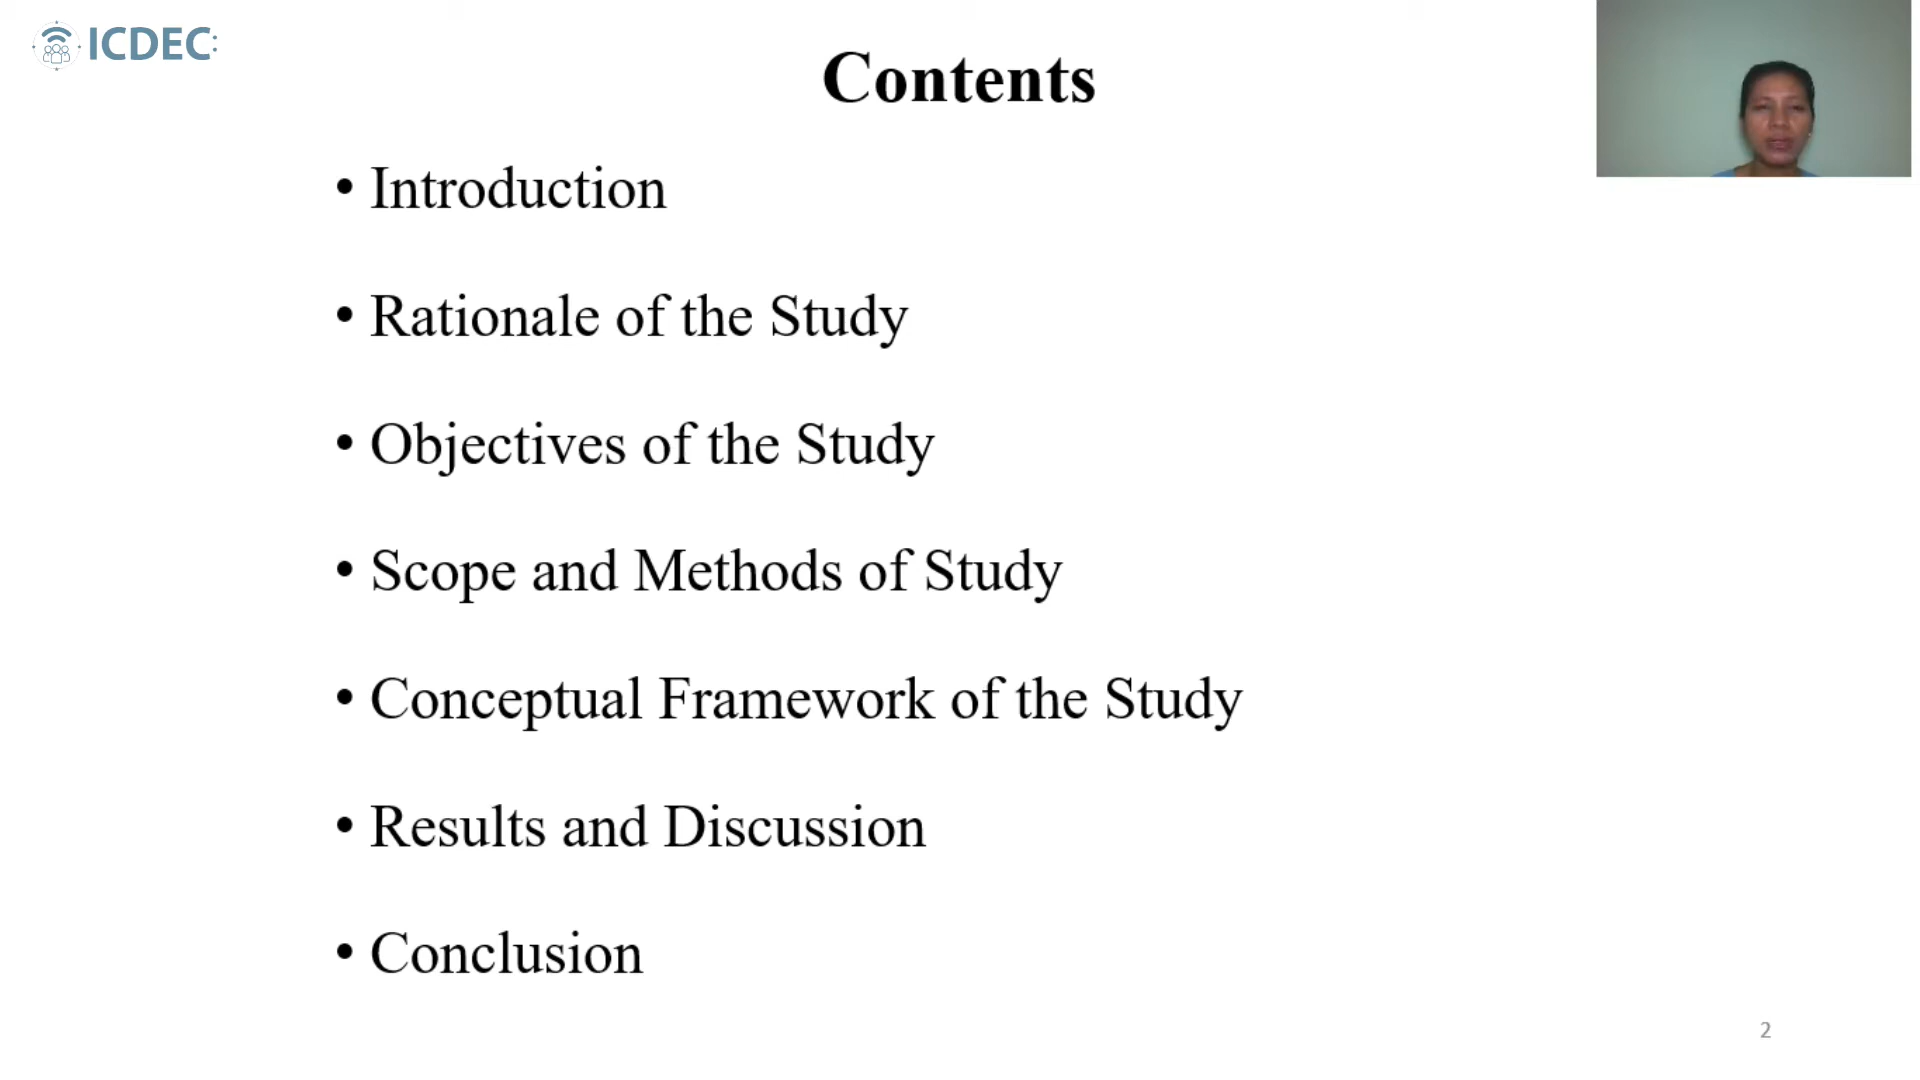 ICDEC:
Contents
• Introduction
• Rationale of the Study
• Objectives of the Study
• Scope and Methods of Study
• Conceptual Framework of the Study
• Results and Discussion
• Conclusion
2